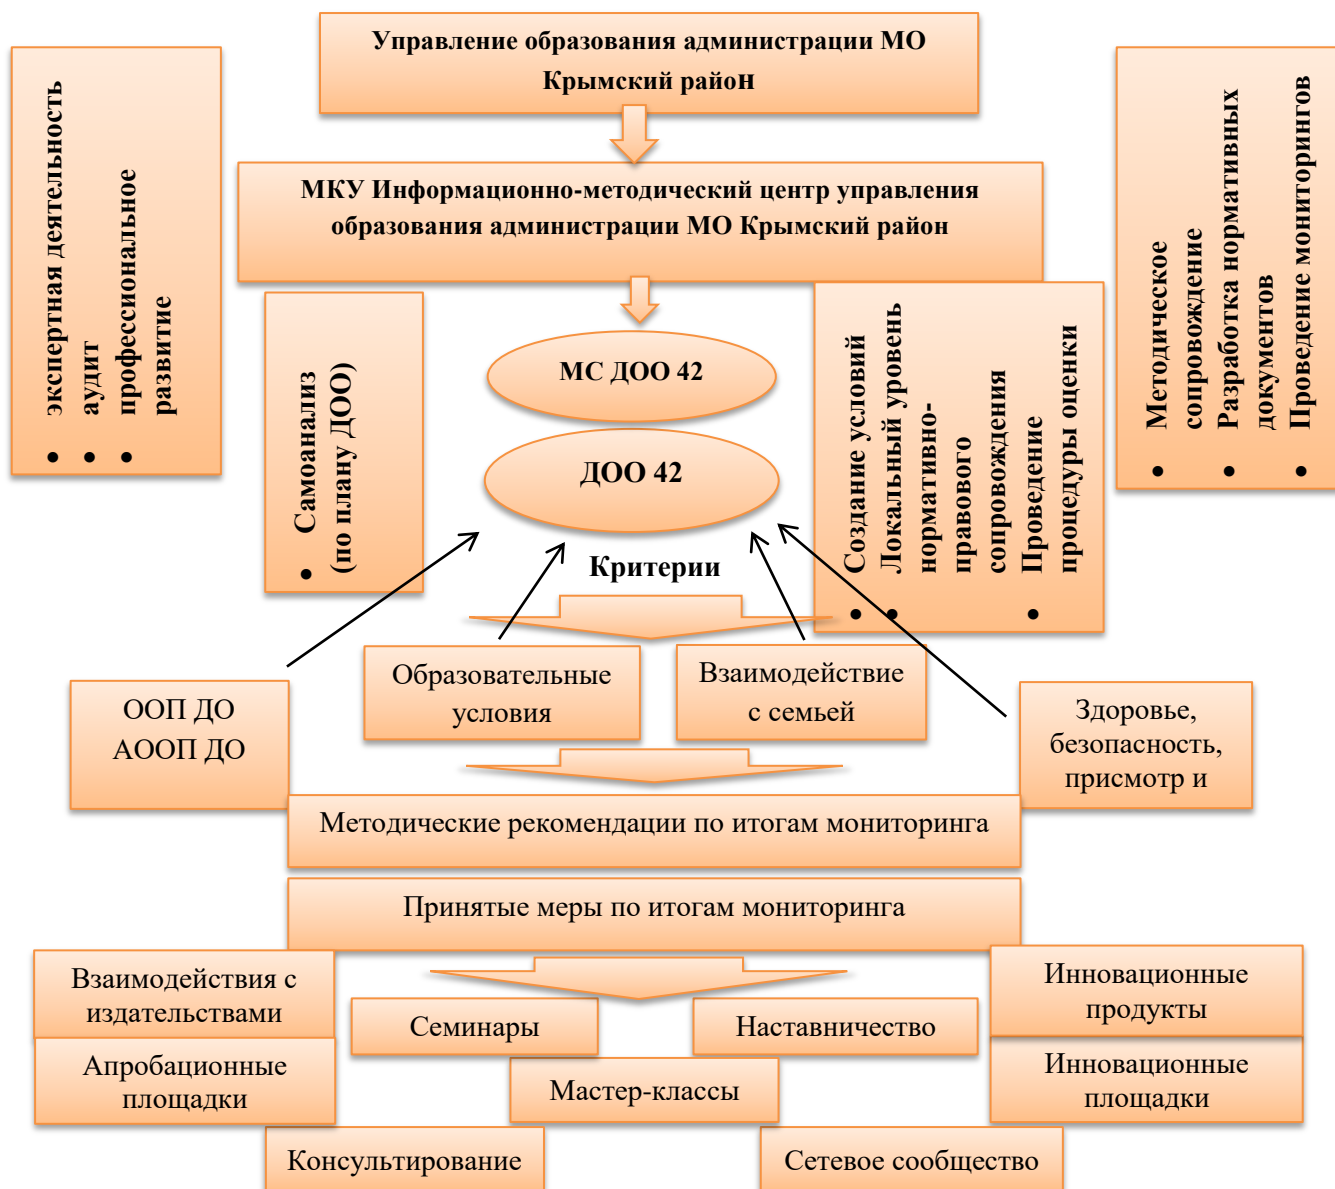 Управление образования администрации МО
Крымский район
МКУ Информационно-методический центр управления
образования администрации МО Крымский район
• экспертная деятельность
• аудит
• профессиональное
развитие
• Методическое
сопровождение
• Разработка нормативных
документов
• Проведение мониторингов
• Самоанализ
(по плану ДОО)
МС ДОО 42
ДОО 42
• Создание условий
• Локальный уровень
нормативно-
правового
сопровождения
• Проведение
процедуры оценки
Критерии
ООП ДО
АООП ДО
Образовательные
условия
Взаимодействие
с семьей
Здоровье,
безопасность,
присмотр и
Методические рекомендации по итогам мониторинга
Принятые меры по итогам мониторинга
Взаимодействия с
издательствами
Семинары
Наставничество
Инновационные
продукты
Апробационные
площадки
Мастер-классы
Инновационные
площадки
Консультирование
Сетевое сообщество